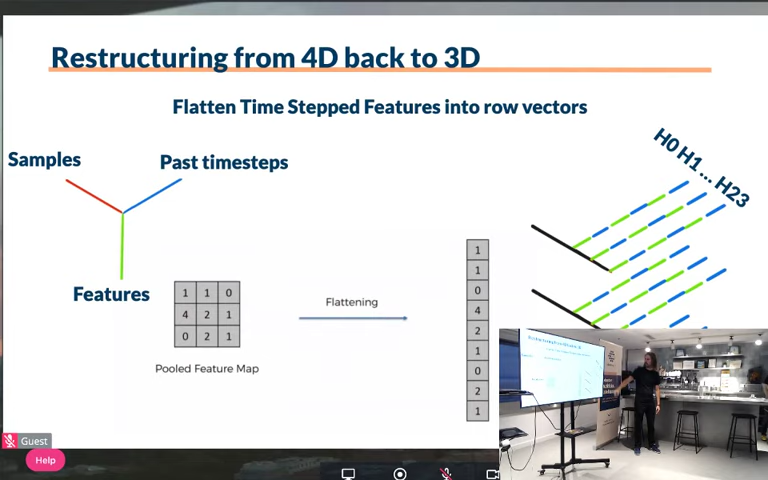 Restructuring from 4D back to 3D
Flatten Time Stepped Features into row vectors
Samples
Past timesteps
H0 H1 ... H23
Features
1 1 0
4 2 1
0 2 1
Pooled Feature Map
Flattening
1
1
0
4
2
1
0
2
1
Guest
Help